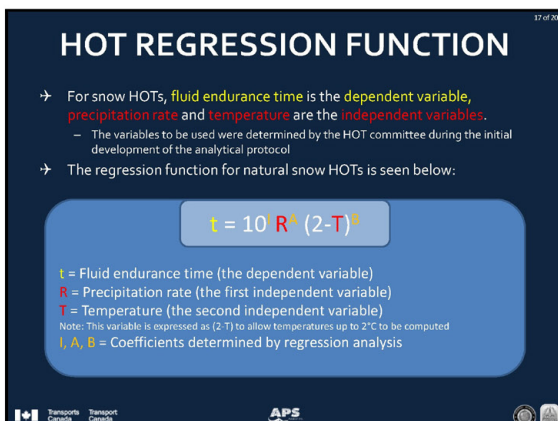 17 of 20
HOT REGRESSION FUNCTION
For snow HOTs, fluid endurance time is the dependent variable,
precipitation rate and temperature are the independent variables.
– The variables to be used were determined by the HOT committee during the initial
development of the analytical protocol
The regression function for natural snow HOTs is seen below:
t = 10^I R^A (2-T)^B
t = Fluid endurance time (the dependent variable)
R = Precipitation rate (the first independent variable)
T = Temperature (the second independent variable)
Note: This variable is expressed as (2-T) to allow temperatures up to 2°C to be computed
I, A, B = Coefficients determined by regression analysis
Transports Transport
Canada Canada
APS